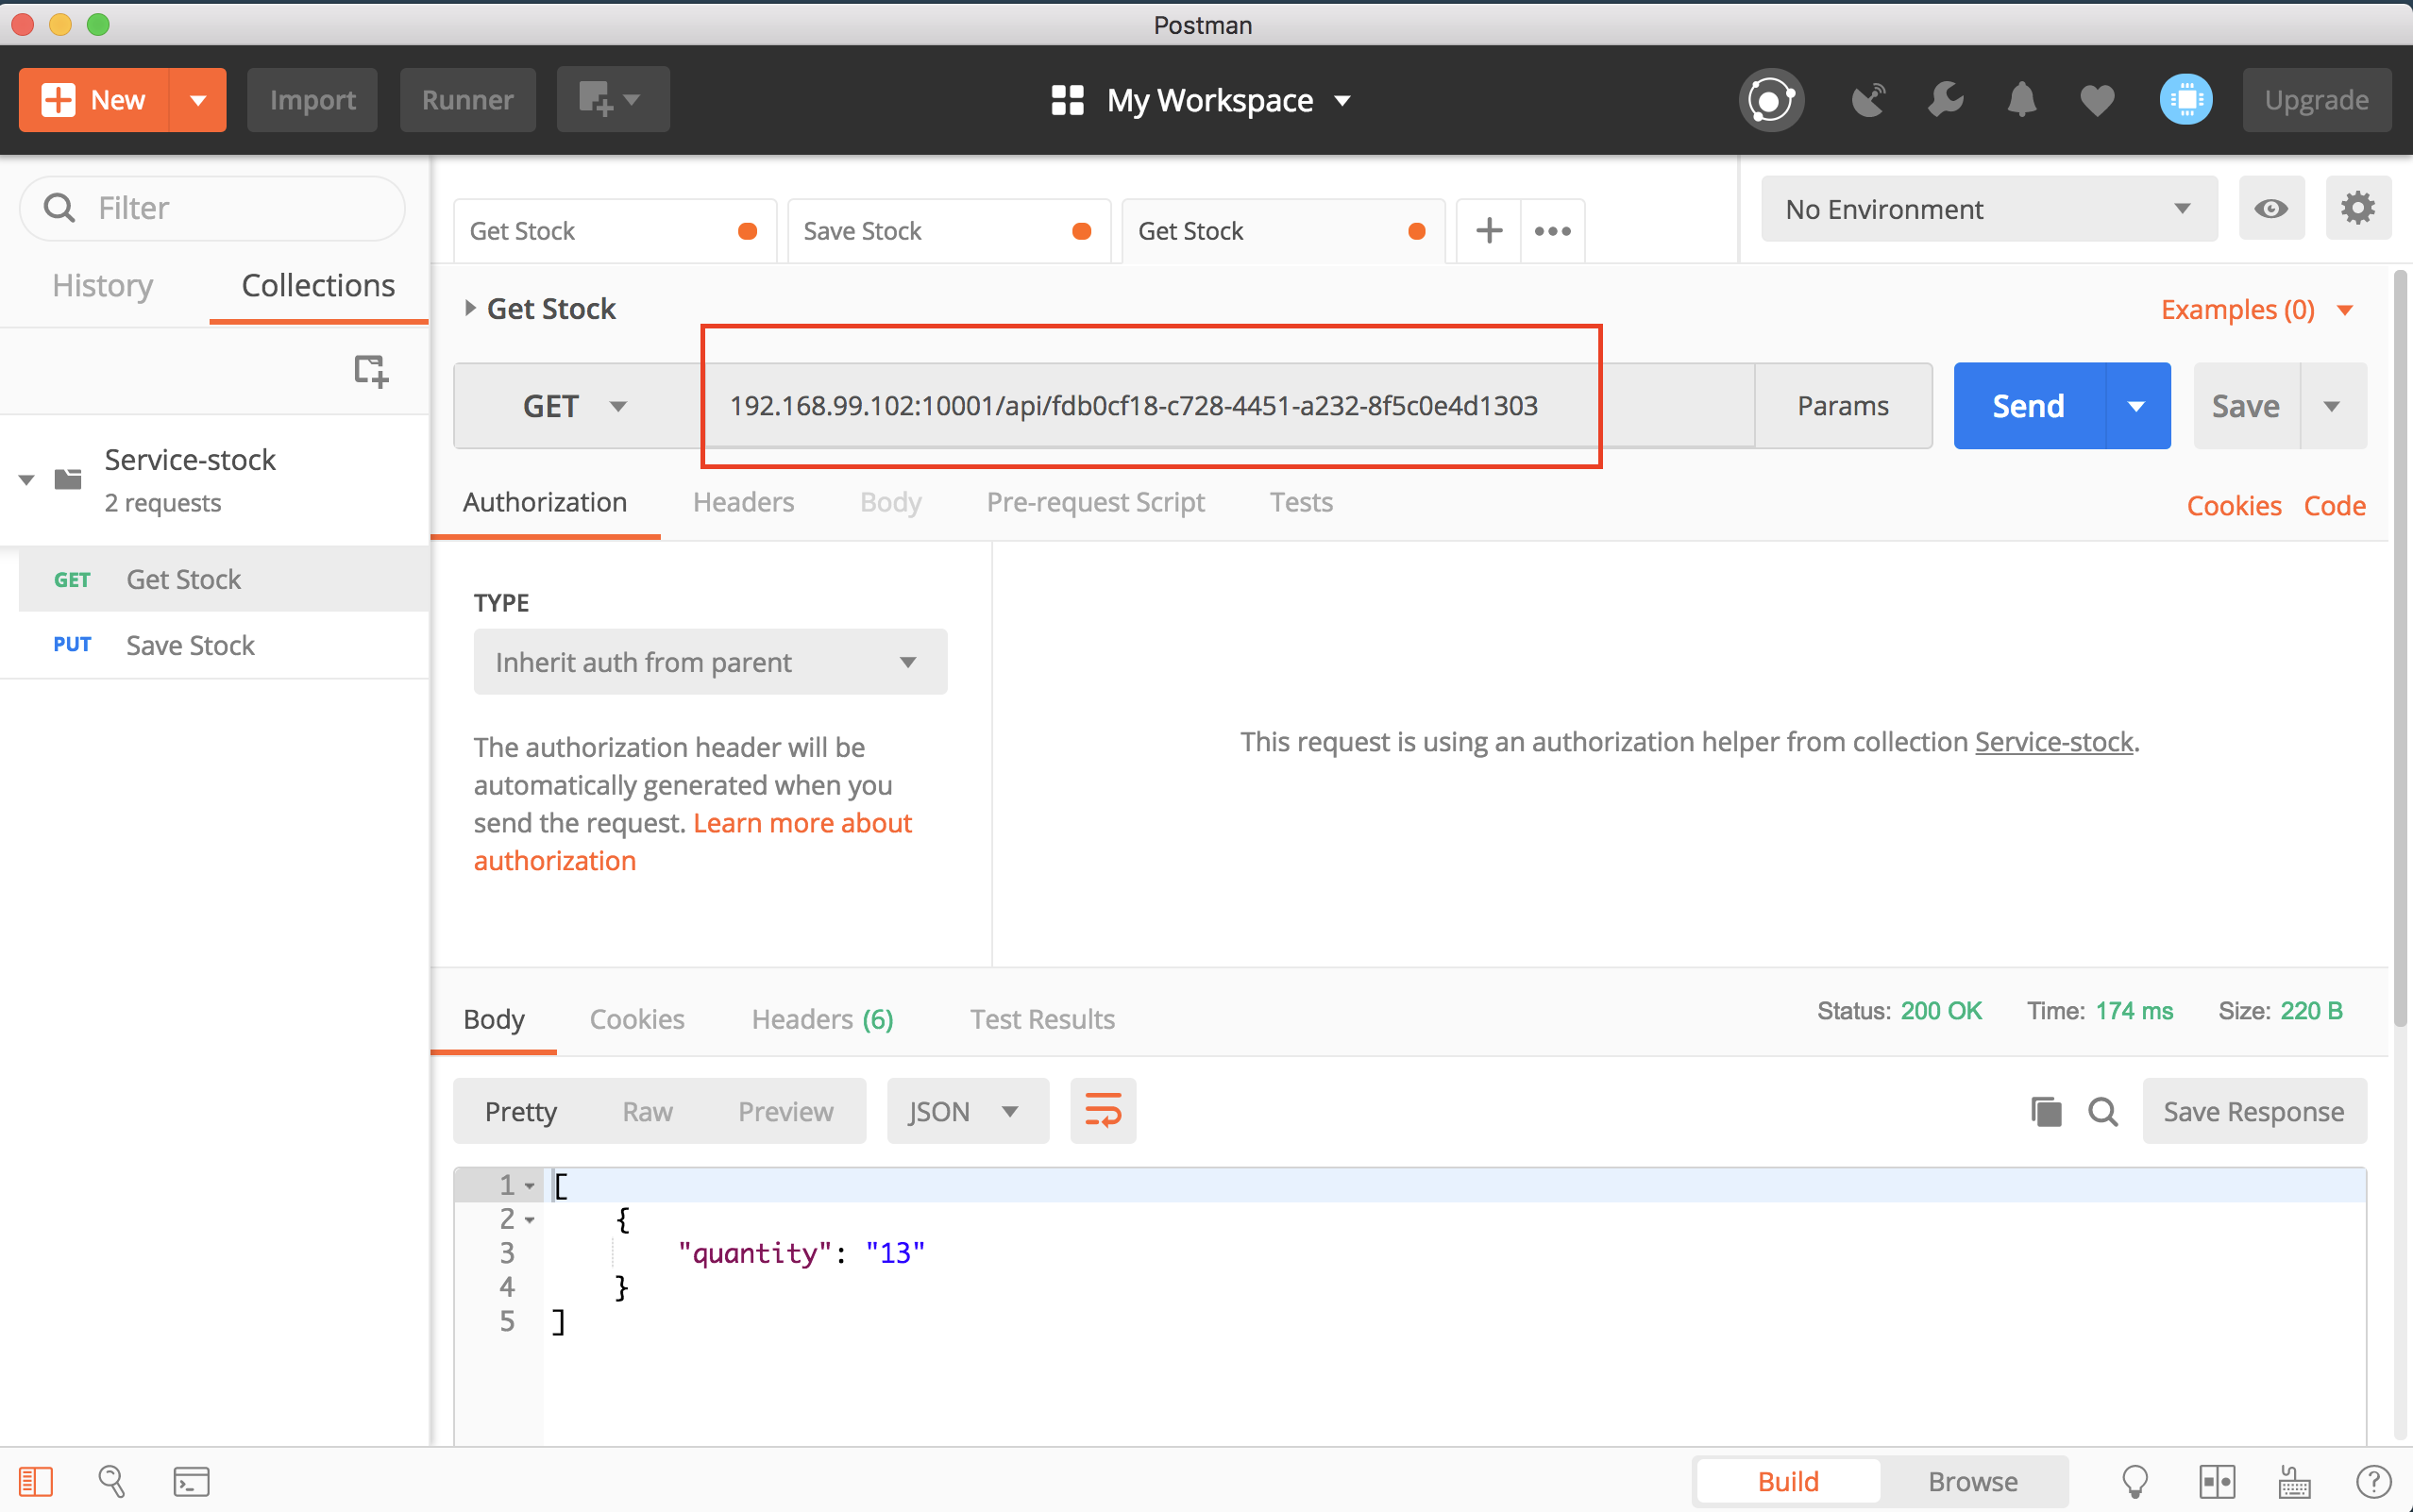 Postman
New
Import
Runner
My Workspace
Upgrade
Filter
History
Collections
Service-stock
2 requests
GET Get Stock
PUT Save Stock
Get Stock
Save Stock
Get Stock
No Environment
Get Stock
Examples (0)
GET
192.168.99.102:10001/api/fdb0cf18-c728-4451-a232-8f5c0e4d1303
Params
Send
Save
Authorization
Headers
Body
Pre-request Script
Tests
Cookies
Code
TYPE
Inherit auth from parent
The authorization header will be
automatically generated when you
send the request. Learn more about
authorization
This request is using an authorization helper from collection Service-stock.
Body
Cookies
Headers (6)
Test Results
Status: 200 OK
Time: 174 ms
Size: 220 B
Pretty
Raw
Preview
JSON
Save Response
1 [
2 {
3 "quantity": "13"
4 }
5 ]
Build
Browse